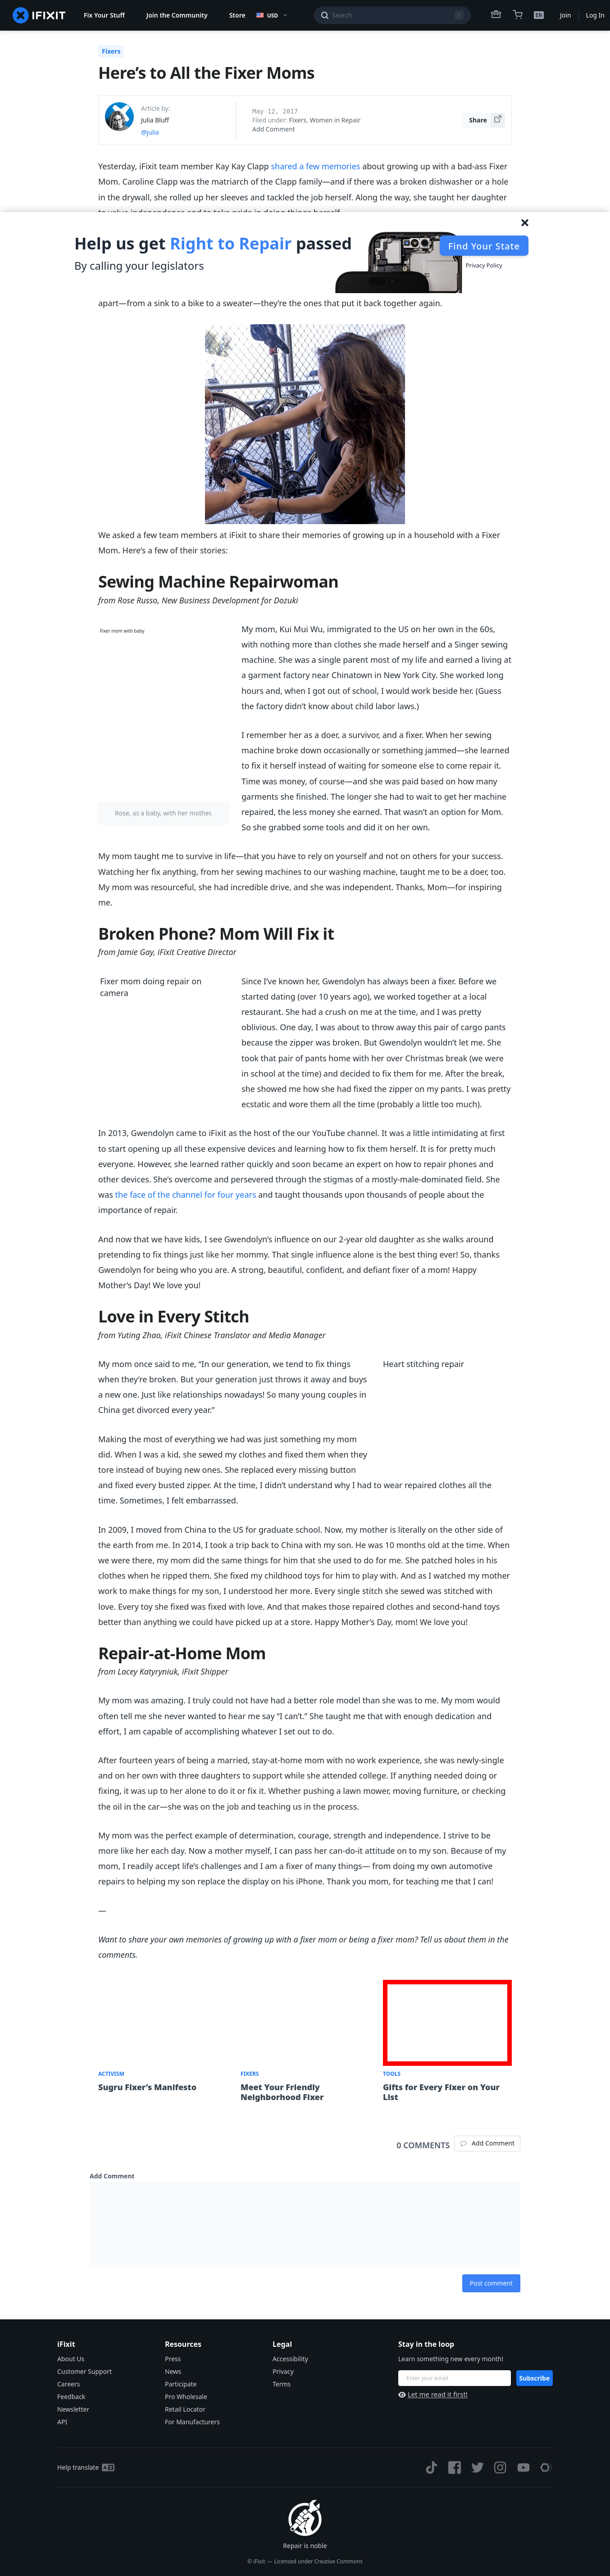 IFIXIT
Fix Your Stuff
Join the Community
Store
USD
Search
/
EN
Join
Log In
Fixers
Here's to All the Fixer Moms
Article by:
Julia Bluff
@julia
May 12, 2017
Filed under: Fixers, Women in Repair
Add Comment
Share
Yesterday, iFixit team member Kay Kay Clapp shared a few memories about growing up with a bad-ass Fixer
Mom. Caroline Clapp was the matriarch of the Clapp family—and if there was a broken dishwasher or a hole
in the drywall, she rolled up her sleeves and tackled the job herself. Along the way, she taught her daughter
to value independence and to take pride in doing things herself.
Help us get Right to Repair passed
By calling your legislators
Find Your State
Privacy Policy
apart—from a sink to a bike to a sweater—they're the ones that put it back together again.
We asked a few team members at iFixit to share their memories of growing up in a household with a Fixer
Mom. Here's a few of their stories:
Sewing Machine Repairwoman
from Rose Russo, New Business Development for Dozuki
Fixer mom with baby
Rose, as a baby, with her mother.
My mom, Kui Mui Wu, immigrated to the US on her own in the 60s,
with nothing more than clothes she made herself and a Singer sewing
machine. She was a single parent most of my life and earned a living at
a garment factory near Chinatown in New York City. She worked long
hours and, when I got out of school, I would work beside her. (Guess
the factory didn't know about child labor laws.)
I remember her as a doer, a survivor, and a fixer. When her sewing
machine broke down occasionally or something jammed—she learned
to fix it herself instead of waiting for someone else to come repair it.
Time was money, of course—and she was paid based on how many
garments she finished. The longer she had to wait to get her machine
repaired, the less money she earned. That wasn't an option for Mom.
So she grabbed some tools and did it on her own.
My mom taught me to survive in life—that you have to rely on yourself and not on others for your success.
Watching her fix anything, from her sewing machines to our washing machine, taught me to be a doer, too.
My mom was resourceful, she had incredible drive, and she was independent. Thanks, Mom—for inspiring
me.
Broken Phone? Mom Will Fix it
from Jamie Gay, iFixit Creative Director
Fixer mom doing repair on
camera
Since I've known her, Gwendolyn has always been a fixer. Before we
started dating (over 10 years ago), we worked together at a local
restaurant. She had a crush on me at the time, and I was pretty
oblivious. One day, I was about to throw away this pair of cargo pants
because the zipper was broken. But Gwendolyn wouldn't let me. She
took that pair of pants home with her over Christmas break (we were
in school at the time) and decided to fix them for me. After the break,
she showed me how she had fixed the zipper on my pants. I was pretty
ecstatic and wore them all the time (probably a little too much).
In 2013, Gwendolyn came to iFixit as the host of the our YouTube channel. It was a little intimidating at first
to start opening up all these expensive devices and learning how to fix them herself. It is for pretty much
everyone. However, she learned rather quickly and soon became an expert on how to repair phones and
other devices. She's overcome and persevered through the stigmas of a mostly-male-dominated field. She
was the face of the channel for four years and taught thousands upon thousands of people about the
importance of repair.
And now that we have kids, I see Gwendolyn's influence on our 2-year old daughter as she walks around
pretending to fix things just like her mommy. That single influence alone is the best thing ever! So, thanks
Gwendolyn for being who you are. A strong, beautiful, confident, and defiant fixer of a mom! Happy
Mother's Day! We love you!
Love in Every Stitch
from Yuting Zhao, iFixit Chinese Translator and Media Manager
Heart stitching repair
My mom once said to me, "In our generation, we tend to fix things
when they're broken. But your generation just throws it away and buys
a new one. Just like relationships nowadays! So many young couples in
China get divorced every year."
Making the most of everything we had was just something my mom
did. When I was a kid, she sewed my clothes and fixed them when they
tore instead of buying new ones. She replaced every missing button
and fixed every busted zipper. At the time, I didn't understand why I had to wear repaired clothes all the
time. Sometimes, I felt embarrassed.
In 2009, I moved from China to the US for graduate school. Now, my mother is literally on the other side of
the earth from me. In 2014, I took a trip back to China with my son. He was 10 months old at the time. When
we were there, my mom did the same things for him that she used to do for me. She patched holes in his
clothes when he ripped them. She fixed my childhood toys for him to play with. And as I watched my mother
work to make things for my son, I understood her more. Every single stitch she sewed was stitched with
love. Every toy she fixed was fixed with love. And that makes those repaired clothes and second-hand toys
better than anything we could have picked up at a store. Happy Mother's Day, mom! We love you!
Repair-at-Home Mom
from Lacey Katyryniuk, iFixit Shipper
My mom was amazing. I truly could not have had a better role model than she was to me. My mom would
often tell me she never wanted to hear me say "I can't." She taught me that with enough dedication and
effort, I am capable of accomplishing whatever I set out to do.
After fourteen years of being a married, stay-at-home mom with no work experience, she was newly-single
and on her own with three daughters to support while she attended college. If anything needed doing or
fixing, it was up to her alone to do it or fix it. Whether pushing a lawn mower, moving furniture, or checking
the oil in the car—she was on the job and teaching us in the process.
My mom was the perfect example of determination, courage, strength and independence. I strive to be
more like her each day. Now a mother myself, I can pass her can-do-it attitude on to my son. Because of my
mom, I readily accept life's challenges and I am a fixer of many things— from doing my own automotive
repairs to helping my son replace the display on his iPhone. Thank you mom, for teaching me that I can!
—
Want to share your own memories of growing up with a fixer mom or being a fixer mom? Tell us about them in the
comments.
ACTIVISM
Sugru Fixer's Manifesto
FIXERS
Meet Your Friendly
Neighborhood Fixer
TOOLS
Gifts for Every Fixer on Your
List
0 COMMENTS
Add Comment
Add Comment
Post comment
iFixit
About Us
Customer Support
Careers
Feedback
Newsletter
API
Resources
Press
News
Participate
Pro Wholesale
Retail Locator
For Manufacturers
Legal
Accessibility
Privacy
Terms
Stay in the loop
Learn something new every month!
Enter your email
Subscribe
Let me read it first!
Help translate
Repair is noble
© iFixit — Licensed under Creative Commons